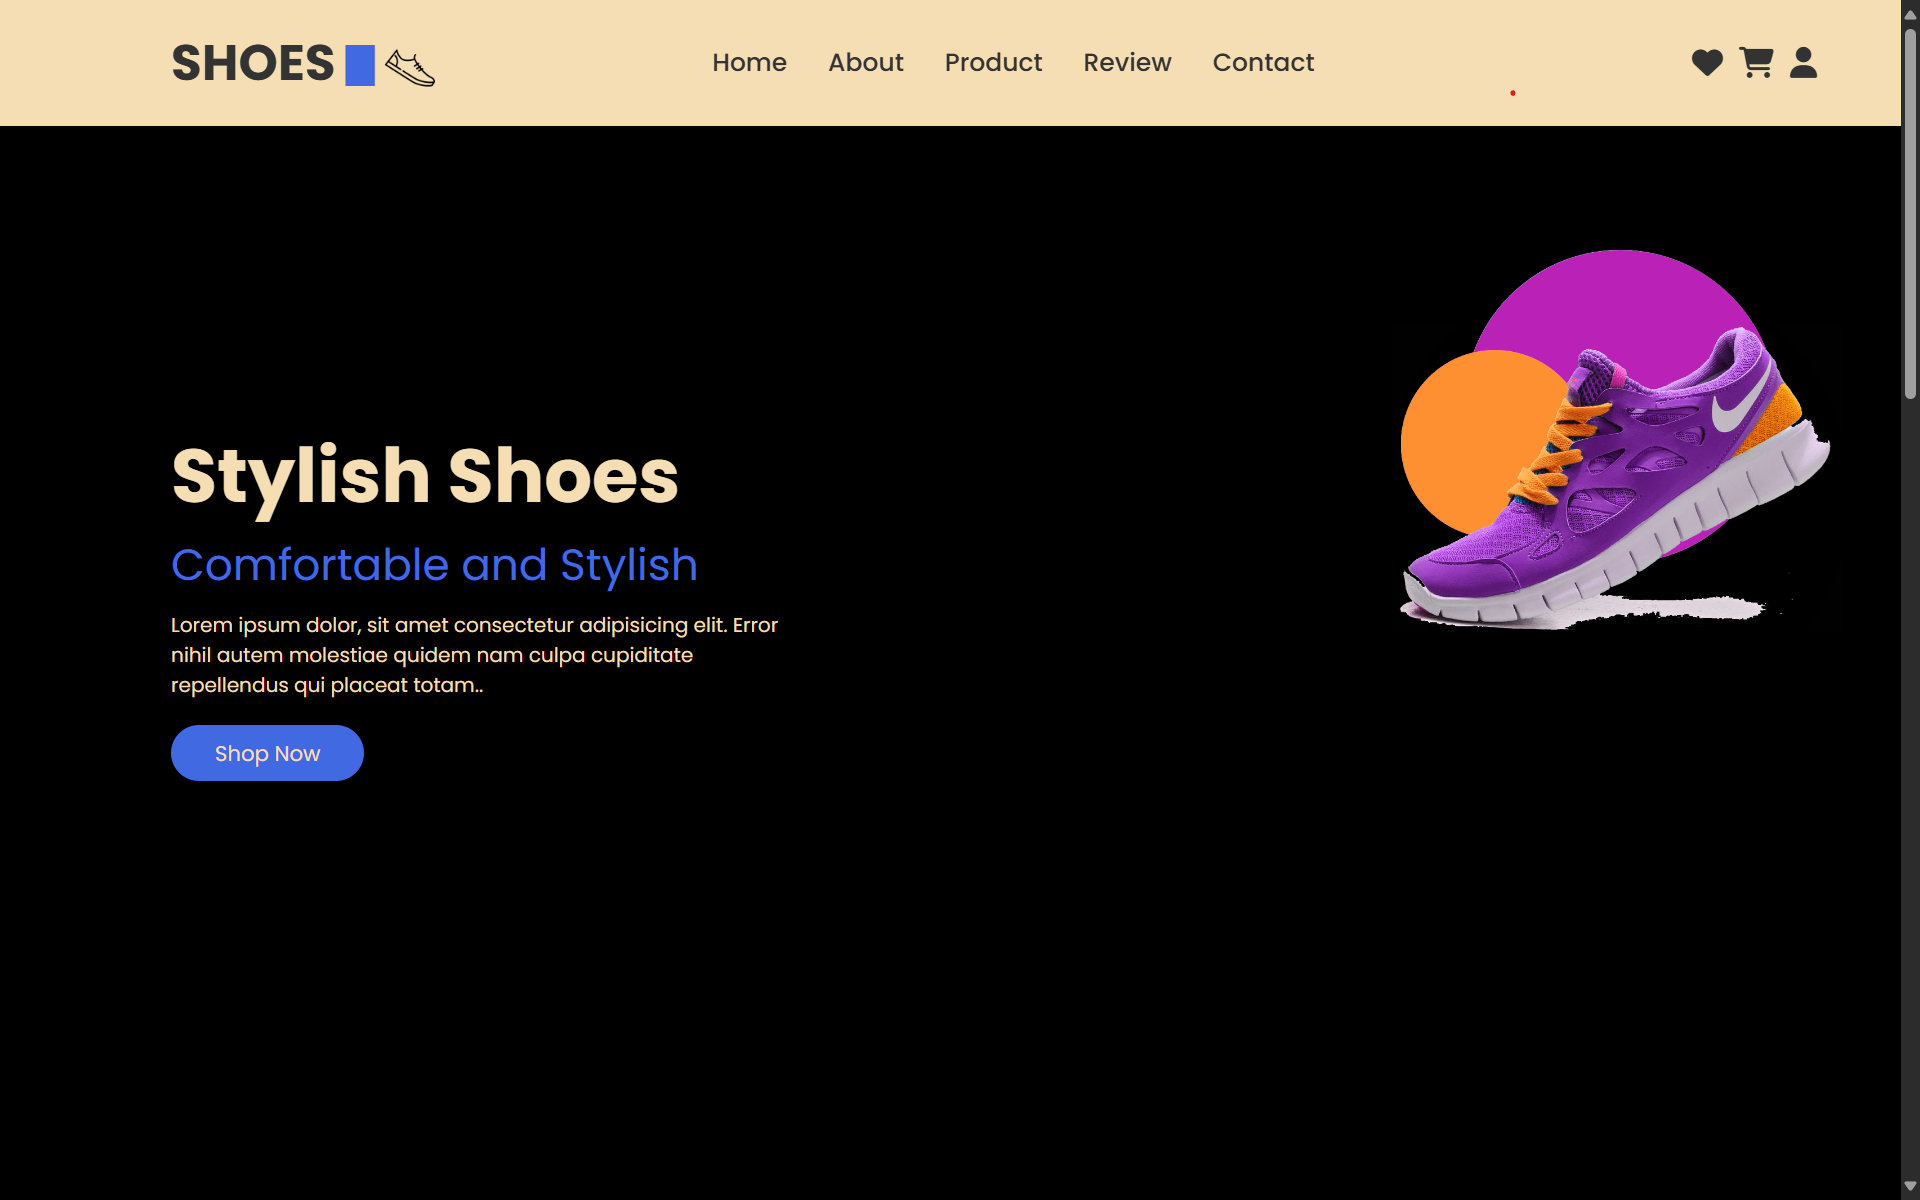 SHOES
Home About Product Review Contact
Stylish Shoes
Comfortable and Stylish
Lorem ipsum dolor, sit amet consectetur adipisicing elit. Error
nihil autem molestiae quidem nam culpa cupiditate
repellendus qui placeat totam..
Shop Now